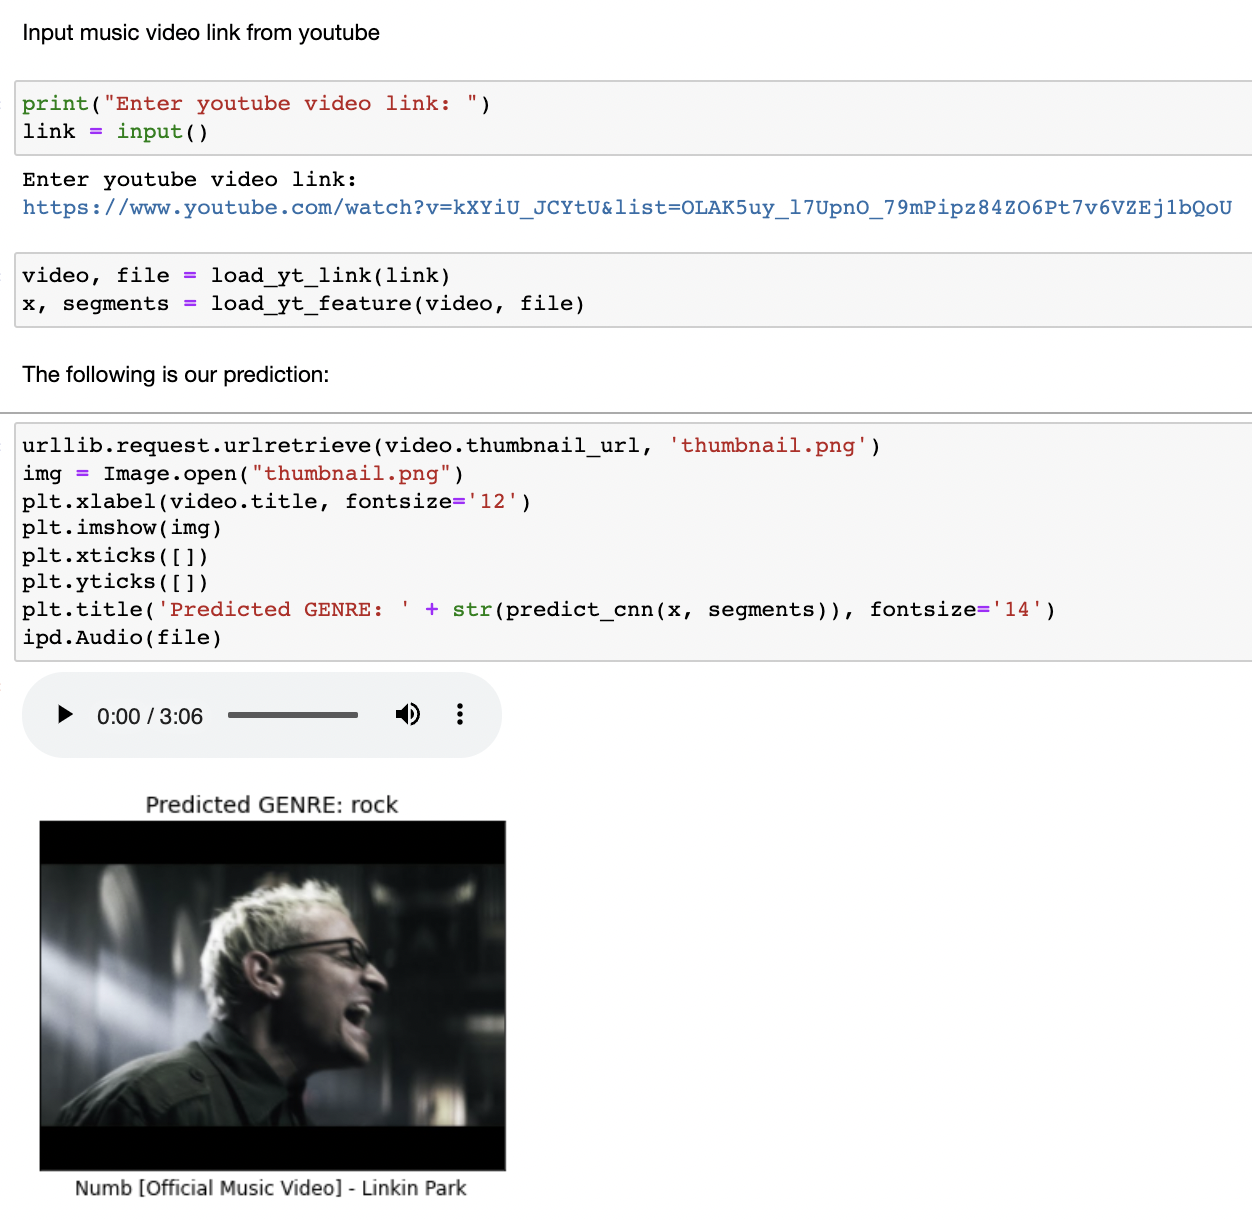 Input music video link from youtube
print("Enter youtube video link: ")
link = input()
Enter youtube video link:
https://www.youtube.com/watch?v=kXYiU_JCYtU&list=OLAK5uy_l7UpnO_79mPipz84ZO6Pt7v6VZEj1bQoU
video, file = load_yt_link(link)
x, segments = load_yt_feature(video, file)
The following is our prediction:
urllib.request.urlretrieve(video.thumbnail_url, 'thumbnail.png')
img = Image.open("thumbnail.png")
plt.xlabel(video.title, fontsize='12')
plt.imshow(img)
plt.xticks([])
plt.yticks([])
plt.title('Predicted GENRE: ' + str(predict_cnn(x, segments)), fontsize='14')
ipd.Audio(file)
0:00 / 3:06
Predicted GENRE: rock
Numb [Official Music Video] - Linkin Park